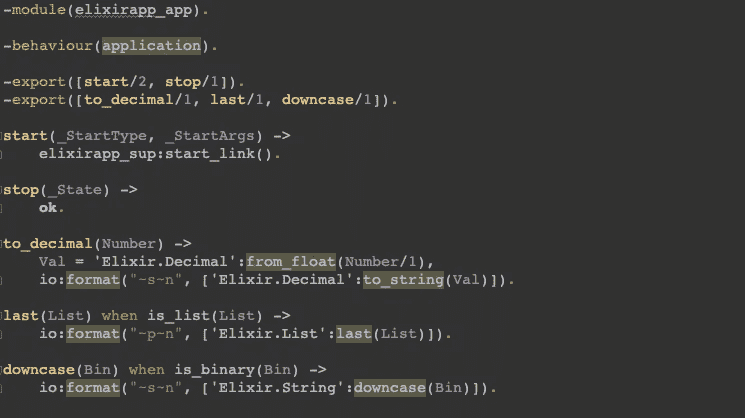 -module(elixirapp_app).
-behaviour(application).
-export([start/2, stop/1]).
-export([to_decimal/1, last/1, downcase/1]).
start(_StartType, _StartArgs) ->
elixirapp_sup:start_link().
stop(_State) ->
ok.
to_decimal(Number) ->
Val = 'Elixir.Decimal':from_float(Number/1),
io:format("~s~n", ['Elixir.Decimal':to_string(Val)]).
last(List) when is_list(List) ->
io:format("~p~n", ['Elixir.List':last(List)]).
downcase(Bin) when is_binary(Bin) ->
io:format("~s~n", ['Elixir.String':downcase(Bin)]).